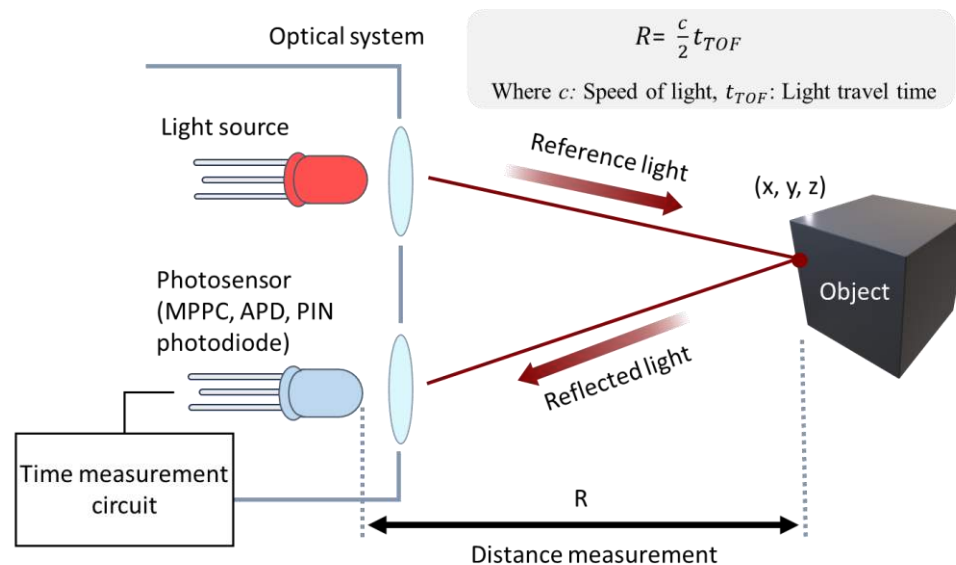 Optical system
R= c/2 t_TOF
Where c: Speed of light, t_TOF: Light travel time
Light source
Reference light
(x, y, z)
Photosensor
(MPPC, APD, PIN
photodiode)
Object
Reflected light
Time measurement
circuit
R
Distance measurement